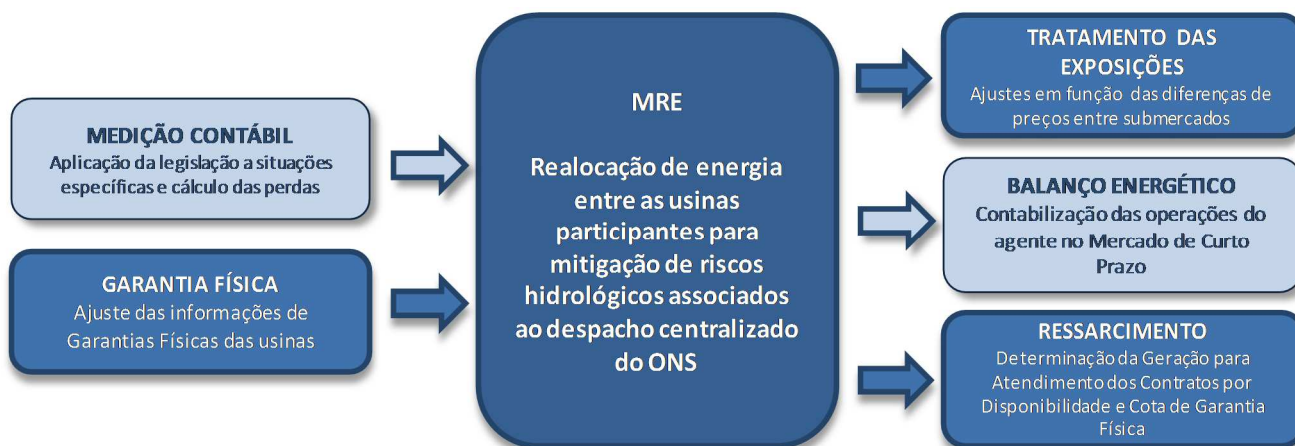 MEDIÇÃO CONTÁBIL
Aplicação da legislação a situações
específicas e cálculo das perdas
GARANTIA FÍSICA
Ajuste das informações de
Garantias Físicas das usinas
MRE
Realocação de energia
entre as usinas
participantes para
mitigação de riscos
hidrológicos associados
ao despacho centralizado
do ONS
TRATAMENTO DAS
EXPOSIÇÕES
Ajustes em função das diferenças de
preços entre submercados
BALANÇO ENERGÉTICO
Contabilização das operações do
agente no Mercado de Curto
Prazo
RESSARCIMENTO
Determinação da Geração para
Atendimento dos Contratos por
Disponibilidade e Cota de Garantia
Física